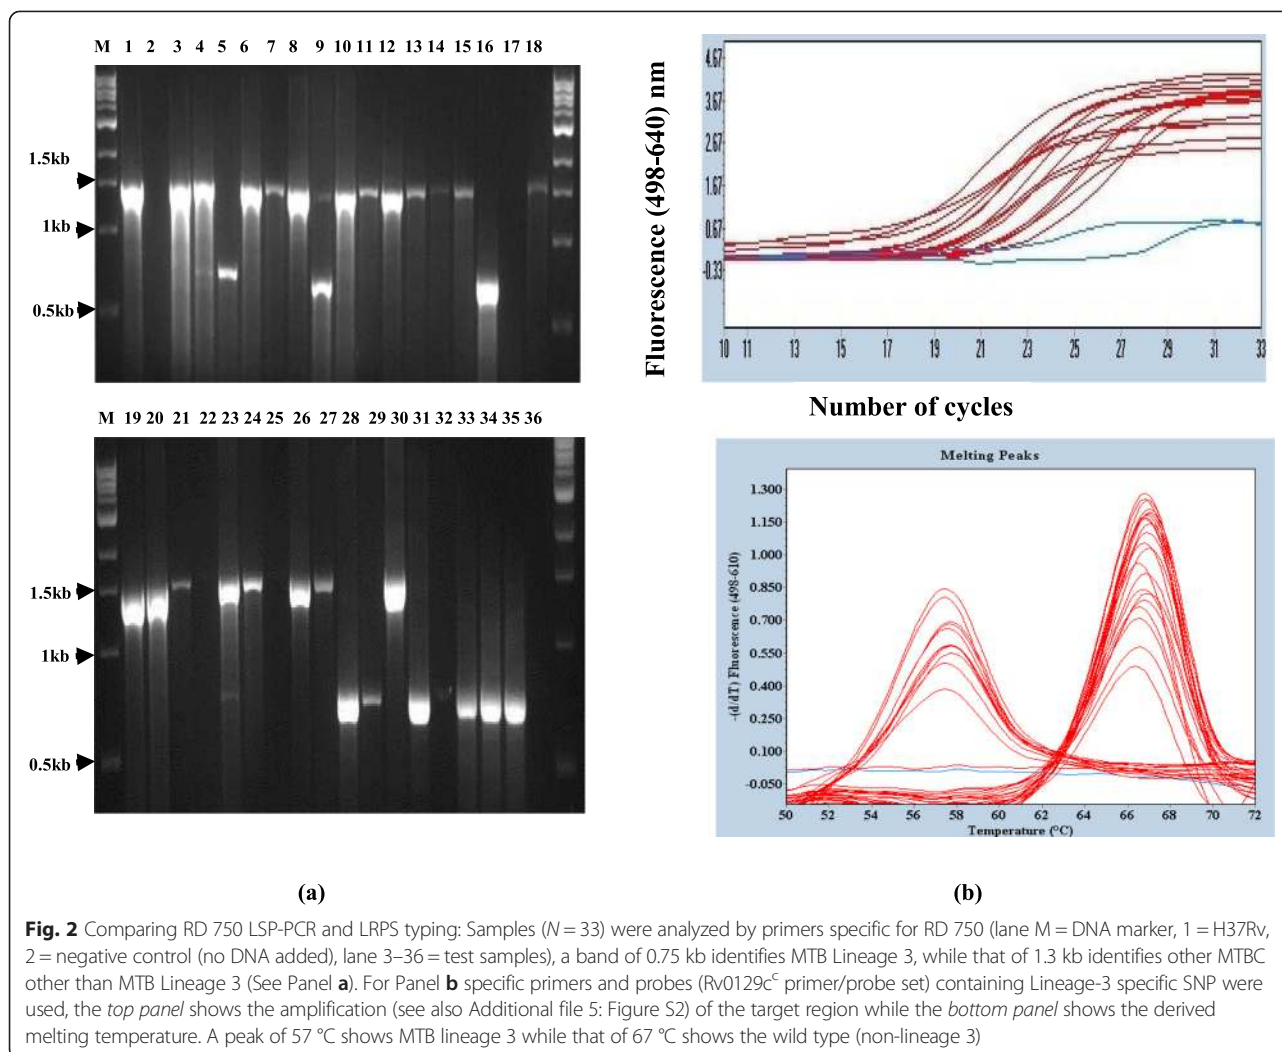 M 1 2 3 4 5 6 7 8 9 10 11 12 13 14 15 16 17 18
1.5kb
1kb
0.5kb
M 19 20 21 22 23 24 25 26 27 28 29 30 31 32 33 34 35 36
1.5kb
1kb
0.5kb
(a)
Fluorescence (498-640) nm
4.67
3.67
2.67
1.67
0.67
-0.33
10 11 13 15 17 19 21 23 25 27 29 31 33
Number of cycles
Melting Peaks
-(d/dT) Fluorescence (498-610)
1.300
1.150
1.000
0.850
0.700
0.550
0.400
0.250
0.100
-0.050
50 52 54 56 58 60 62 64 66 68 70 72
Temperature (°C)
(b)
Fig. 2 Comparing RD 750 LSP-PCR and LRPS typing: Samples (N = 33) were analyzed by primers specific for RD 750 (lane M = DNA marker, 1 = H37Rv,
2 = negative control (no DNA added), lane 3–36 = test samples), a band of 0.75 kb identifies MTB Lineage 3, while that of 1.3 kb identifies other MTBC
other than MTB Lineage 3 (See Panel a). For Panel b specific primers and probes (Rv0129cᶜ primer/probe set) containing Lineage-3 specific SNP were
used, the top panel shows the amplification (see also Additional file 5: Figure S2) of the target region while the bottom panel shows the derived
melting temperature. A peak of 57 °C shows MTB lineage 3 while that of 67 °C shows the wild type (non-lineage 3)